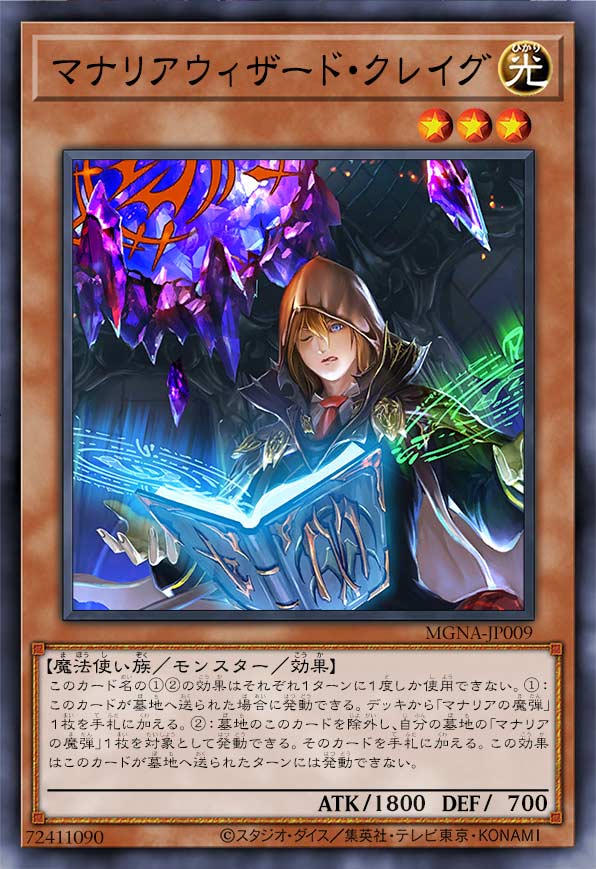 マナリアウィザード・クレイグ
光
ひかり
MGNA-JP009
【魔法使い族／モンスター／効果】
このカード名の①②の効果はそれぞれ1ターンに1度しか使用できない。①：
このカードが墓地へ送られた場合に発動できる。デッキから「マナリアの魔弾」
1枚を手札に加える。②：墓地のこのカードを除外し、自分の墓地の「マナリア
の魔弾」1枚を対象として発動できる。そのカードを手札に加える。この効果
はこのカードが墓地へ送られたターンには発動できない。
ATK/1800 DEF/ 700
72411090
©スタジオ・ダイス／集英社・テレビ東京・KONAMI